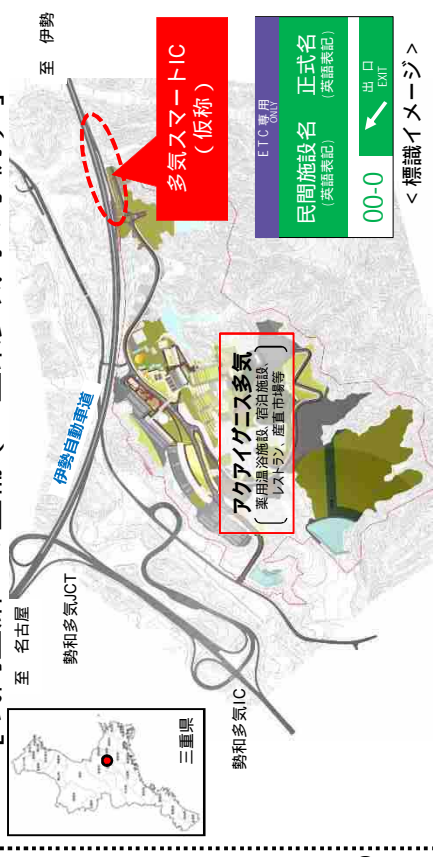 至 名古屋
伊勢自動車道
至 伊勢
勢和多気JCT
勢和多気IC
三重県
多気スマートIC
(仮称)
アクアイグニス多気
薬用温浴施設、宿泊施設、
レストラン、産直市場等
ETC専用
ONLY
民間施設名 正式名
(英語表記) (英語表記)
00-0
出口
EXIT
<標識イメージ>